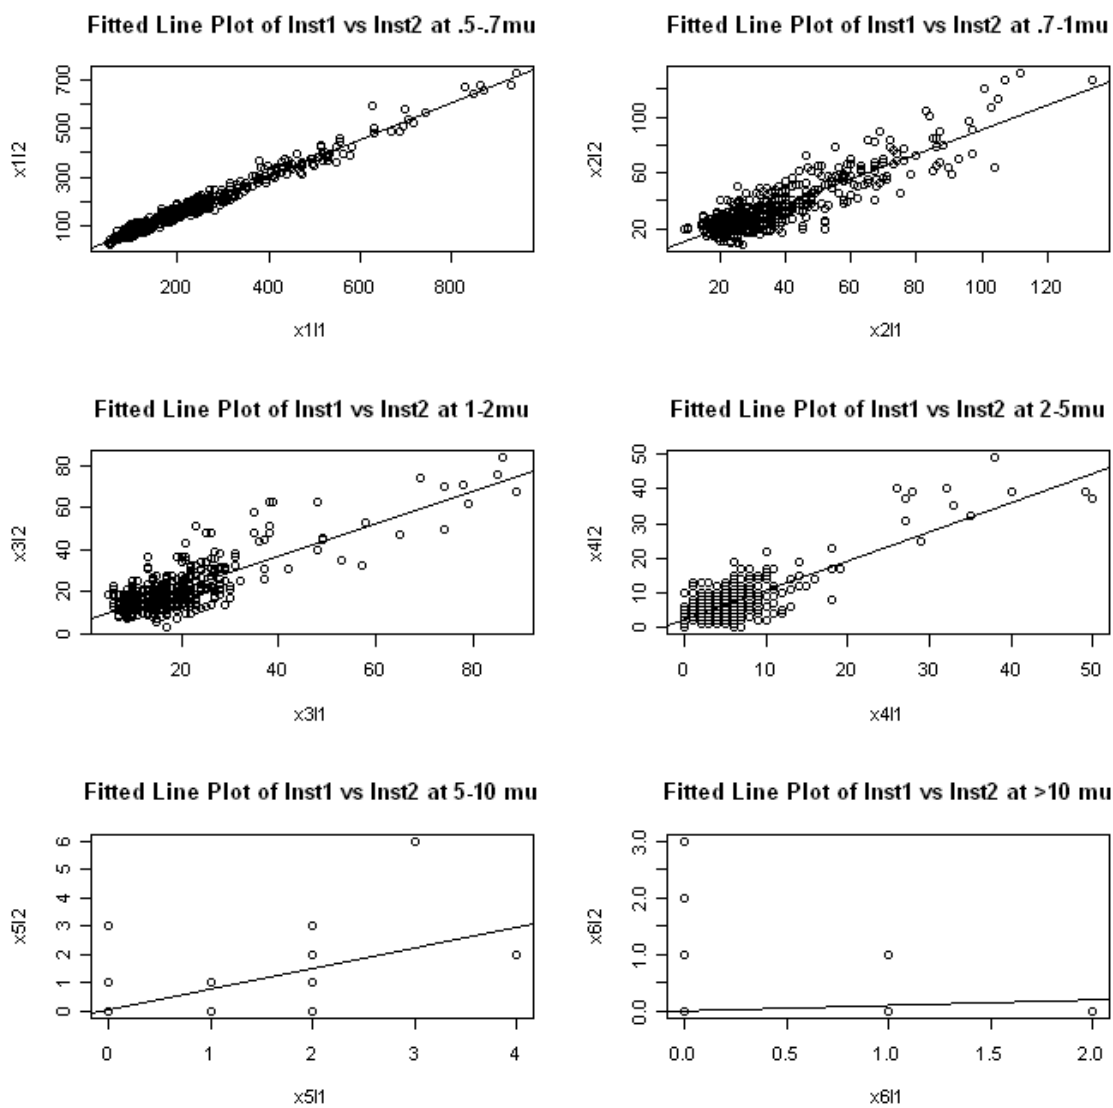 Fitted Line Plot of Inst1 vs Inst2 at .5-.7mu
x1I2
100 300 500 700
200 400 600 800
x1I1
Fitted Line Plot of Inst1 vs Inst2 at .7-1mu
x2I2
20 60 100
20 40 60 80 100 120
x2I1
Fitted Line Plot of Inst1 vs Inst2 at 1-2mu
x3I2
0 20 40 60 80
20 40 60 80
x3I1
Fitted Line Plot of Inst1 vs Inst2 at 2-5mu
x4I2
0 10 20 30 40 50
0 10 20 30 40 50
x4I1
Fitted Line Plot of Inst1 vs Inst2 at 5-10 mu
x5I2
0 1 2 3 4 5 6
0 1 2 3 4
x5I1
Fitted Line Plot of Inst1 vs Inst2 at >10 mu
x6I2
0.0 1.0 2.0 3.0
0.0 0.5 1.0 1.5 2.0
x6I1